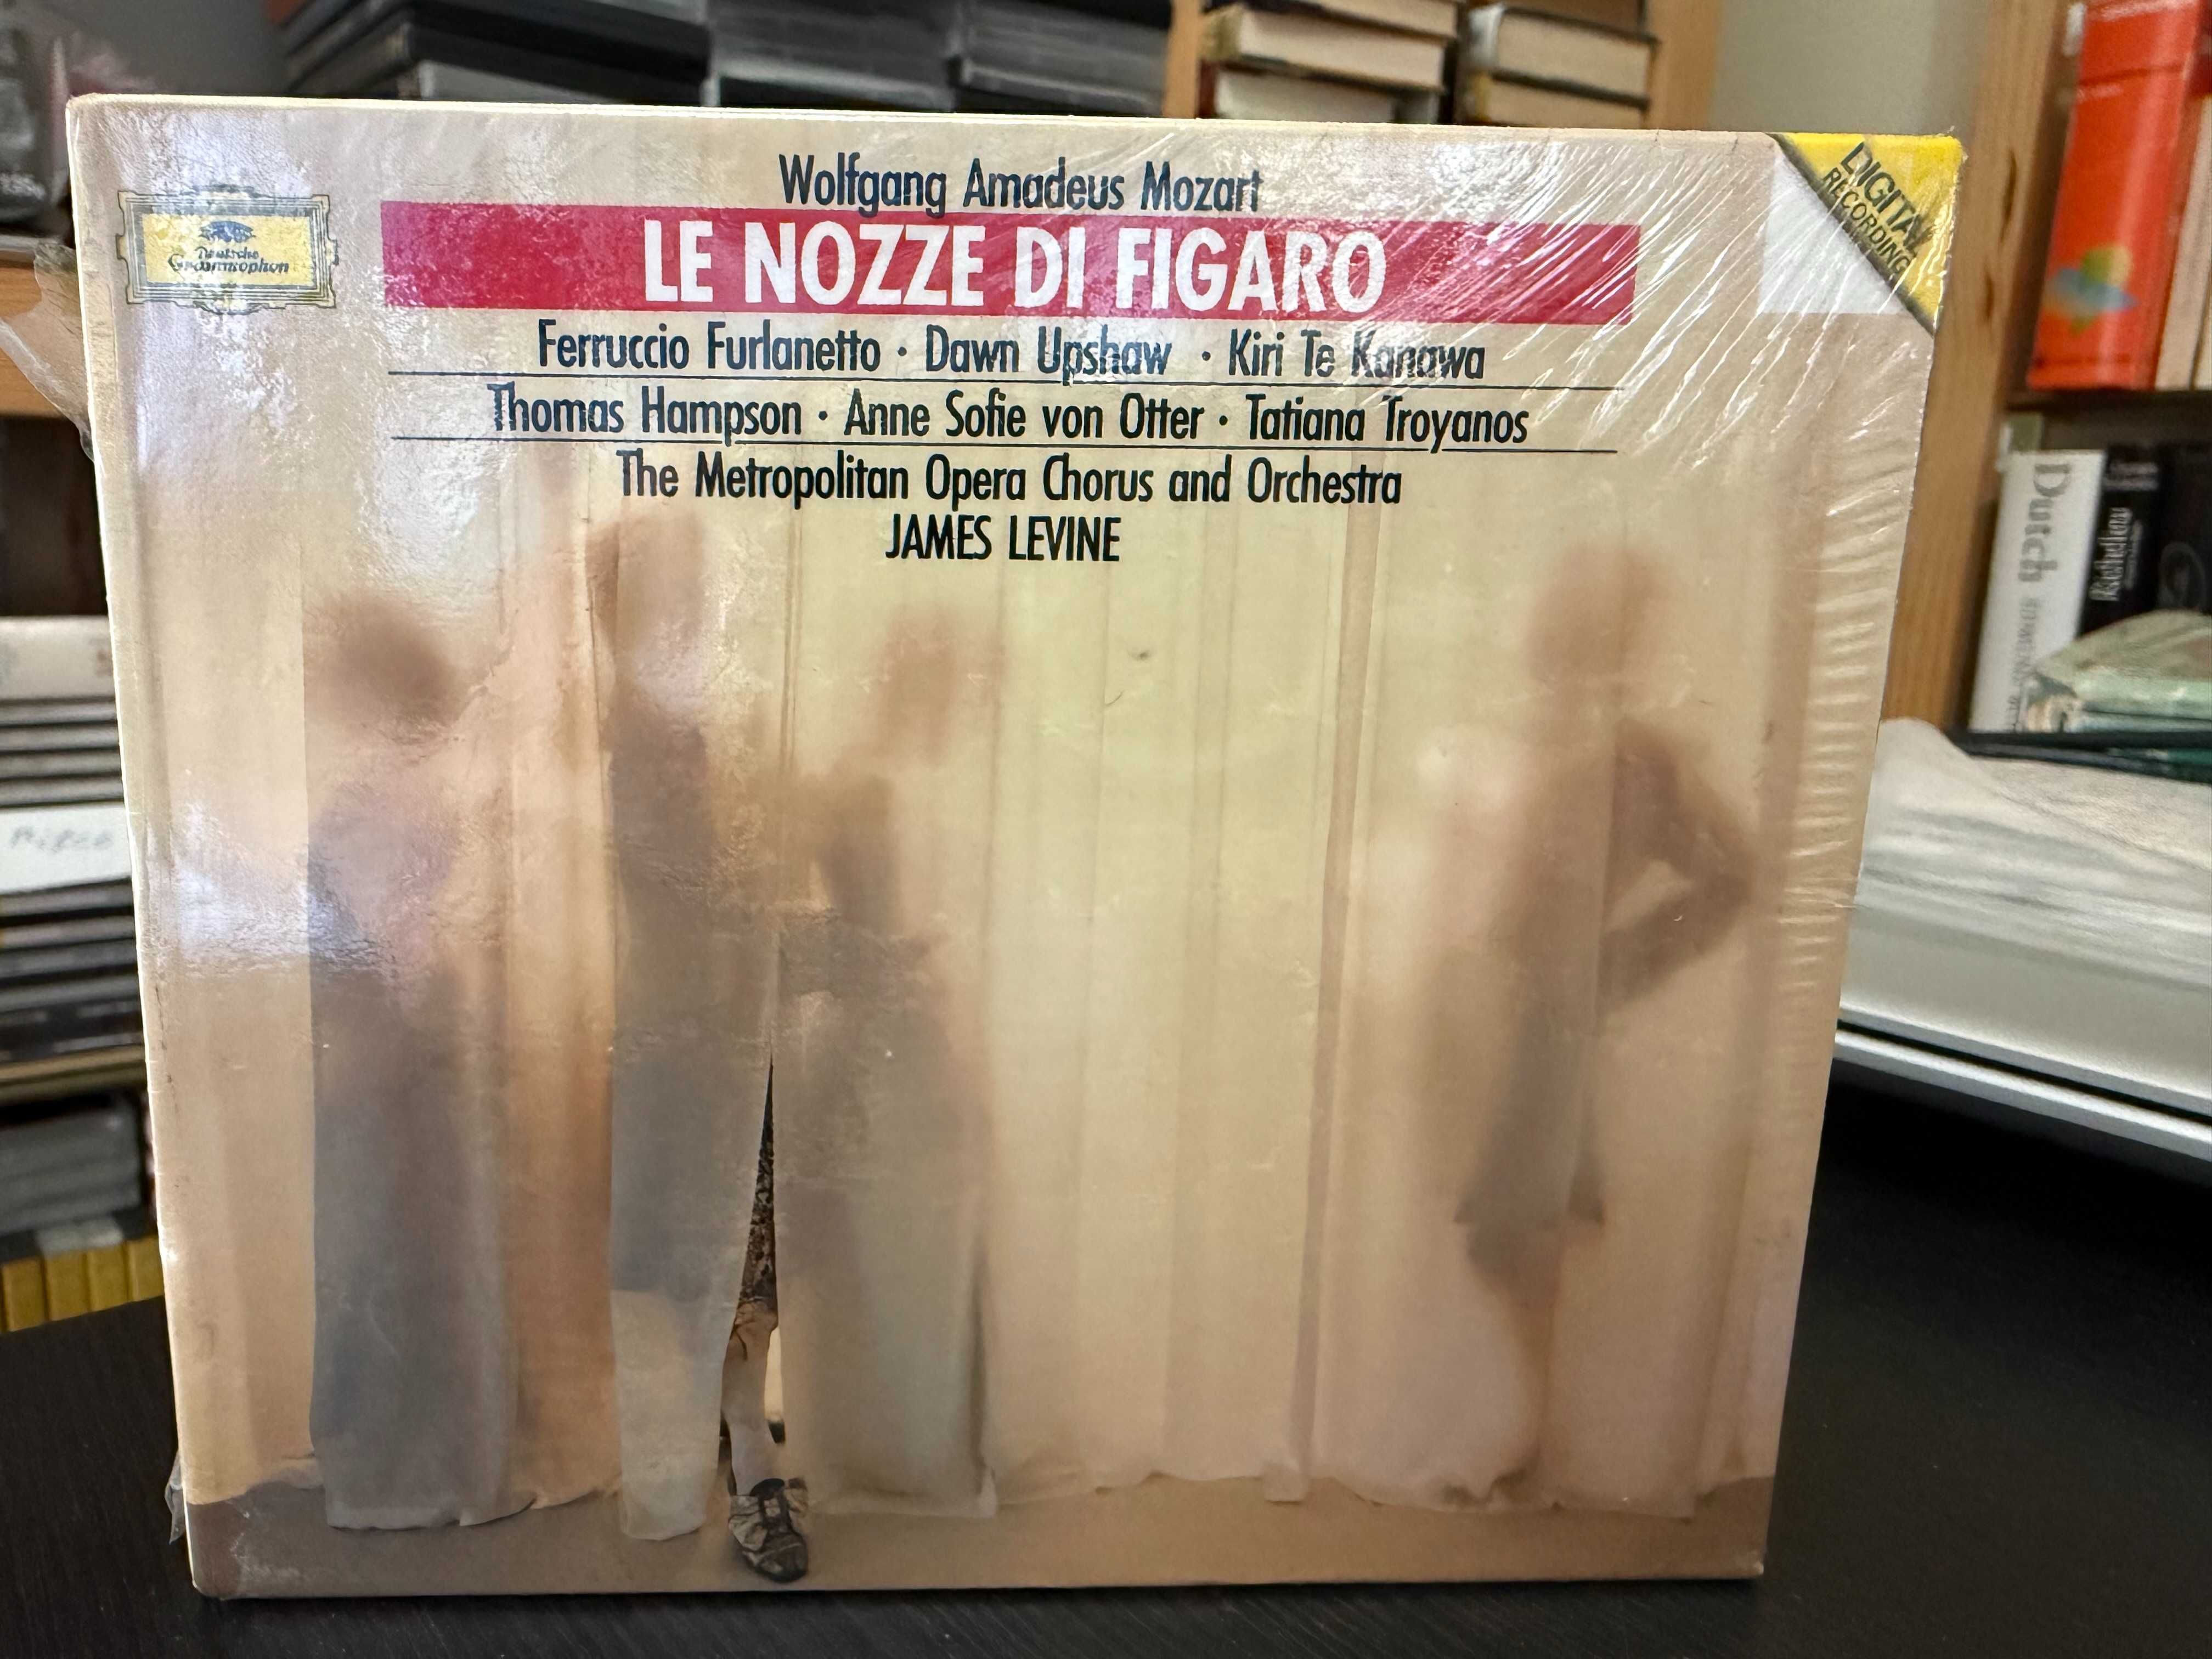 Wolfgang Amadeus Mozart
Deutsche
Grammophon
LE NOZZE DI FIGARO
DIGITAL
RECORDING
Ferruccio Furlanetto · Dawn Upshaw · Kiri Te Kanawa
Thomas Hampson · Anne Sofie von Otter · Tatiana Troyanos
The Metropolitan Opera Chorus and Orchestra
JAMES LEVINE
Dutch
Richelieu